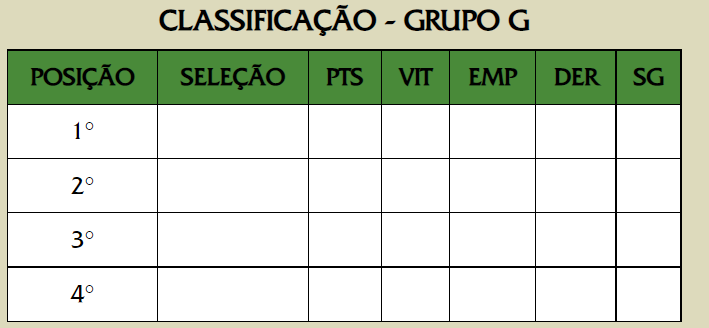 CLASSIFICAÇÃO - GRUPO G
POSIÇÃO SELEÇÃO PTS VIT EMP DER SG
1°
2°
3°
4°